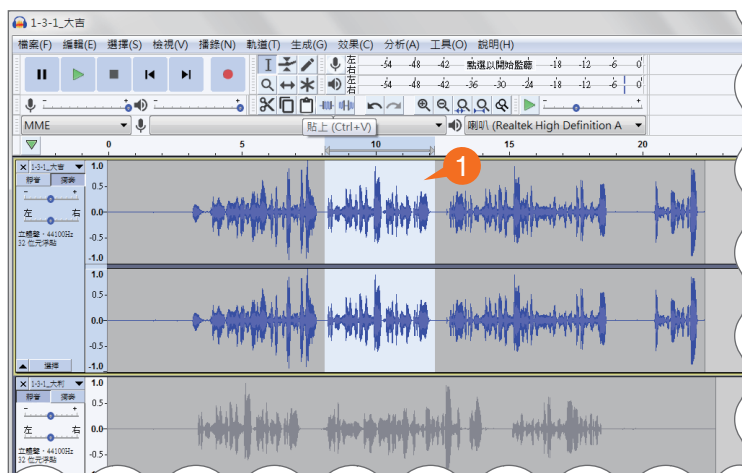 1-3-1_大吉
檔案(F) 編輯(E) 選擇(S) 檢視(V) 播錄(N) 軌道(T) 生成(G) 效果(C) 分析(A) 工具(O) 說明(H)
左 右 -54 -48 -42 點選以開始監聽 -18 -12 -6 0
左 右 -54 -48 -42 -36 -30 -24 -18 -12 -6 0
- + - + - +
MME 貼上 (Ctrl+V) 喇叭 (Realtek High Definition A
0 5 10 15 20
1
× 1-3-1_大吉 1.0
靜音 獨奏 0.5
- +
左 右 0.0
立體聲，44100Hz
32 位元浮點 -0.5
-1.0
1.0
0.5
0.0
-0.5
選擇 -1.0
× 1-3-1_大利 1.0
靜音 獨奏 0.5
- +
左 右 0.0
立體聲，44100Hz
32 位元浮點 -0.5